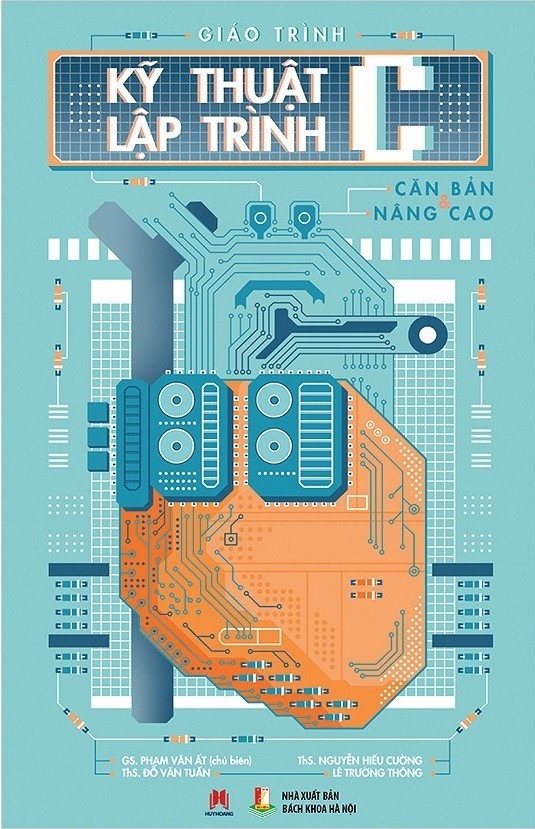 GIÁO TRÌNH
KỸ THUẬT
LẬP TRÌNH C
CĂN BẢN
&
NÂNG CAO
GS. PHẠM VĂN ẤT (chủ biên)
ThS. NGUYỄN HIẾU CƯỜNG
ThS. ĐỖ VĂN TUẤN
LÊ TRƯỜNG THÔNG
HUYHOANG
NHÀ XUẤT BẢN
BÁCH KHOA HÀ NỘI